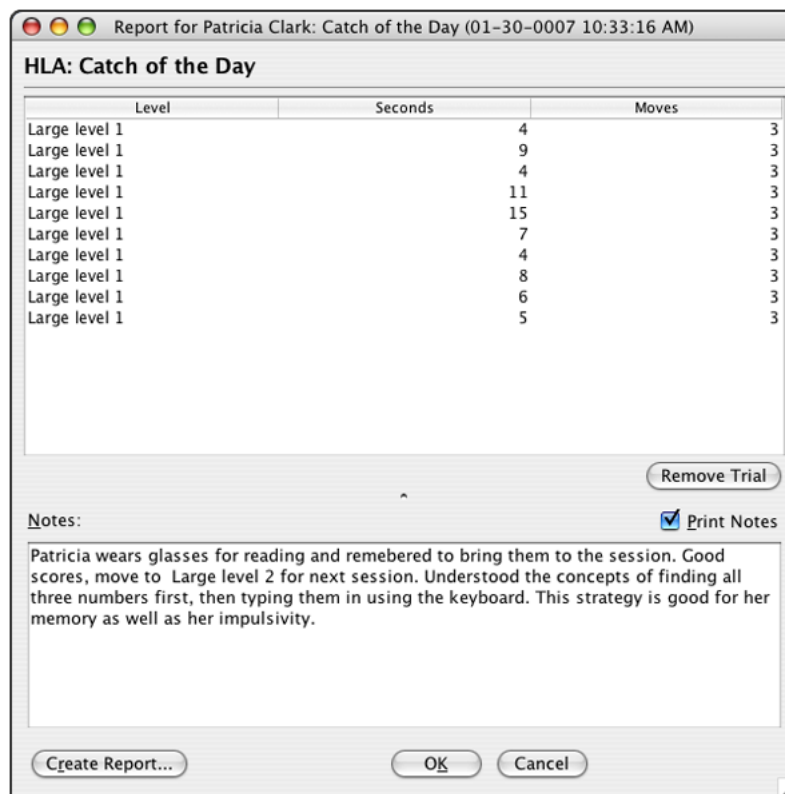 Report for Patricia Clark: Catch of the Day (01-30-0007 10:33:16 AM)
HLA: Catch of the Day
Level Seconds Moves
Large level 1 4 3
Large level 1 9 3
Large level 1 4 3
Large level 1 11 3
Large level 1 15 3
Large level 1 7 3
Large level 1 4 3
Large level 1 8 3
Large level 1 6 3
Large level 1 5 3
Remove Trial
Notes: Print Notes
Patricia wears glasses for reading and remebered to bring them to the session. Good
scores, move to  Large level 2 for next session. Understood the concepts of finding all
three numbers first, then typing them in using the keyboard. This strategy is good for her
memory as well as her impulsivity.
Create Report... OK Cancel